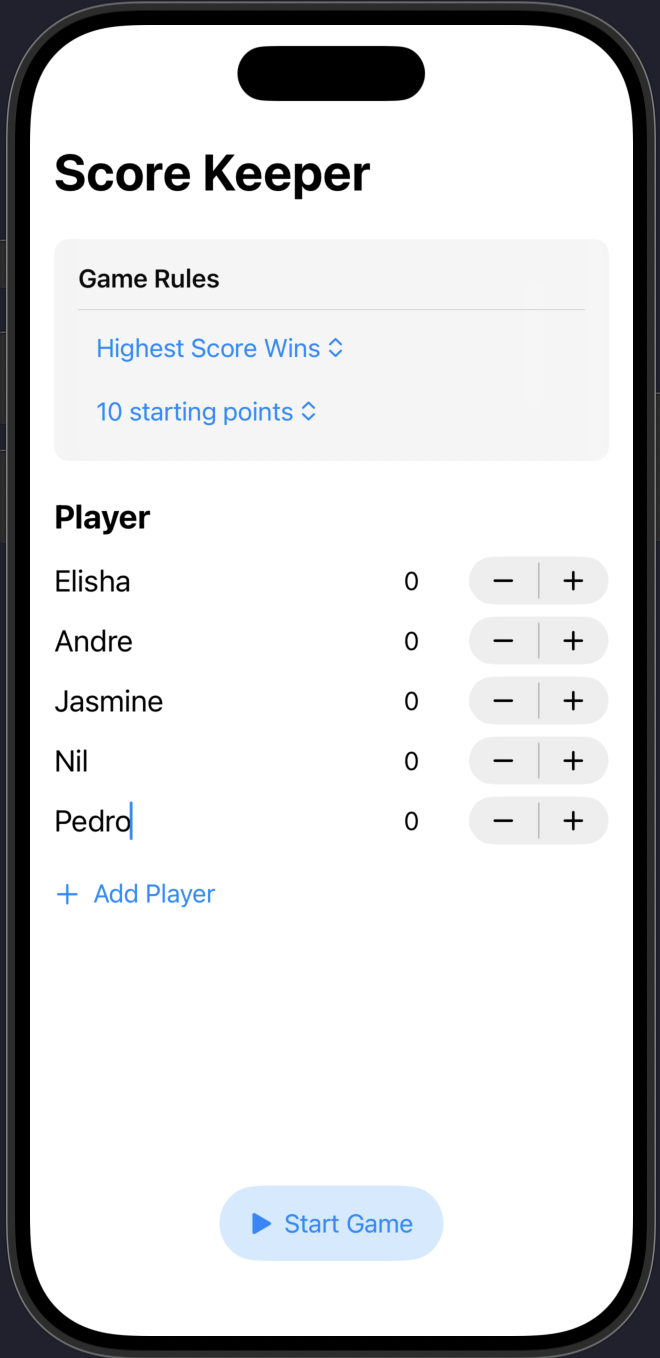 Score Keeper
Game Rules
Highest Score Wins
10 starting points
Player
Elisha 0 − +
Andre 0 − +
Jasmine 0 − +
Nil 0 − +
Pedro 0 − +
+ Add Player
Start Game